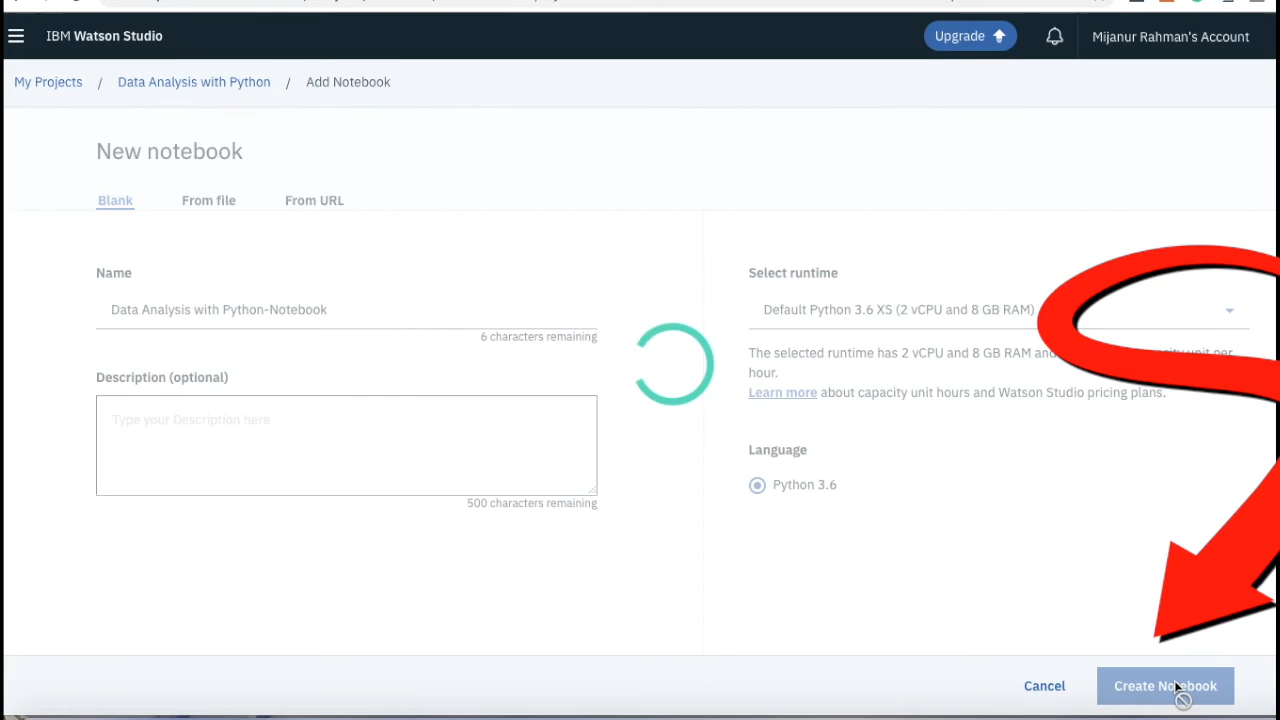 IBM Watson Studio
Upgrade
Mijanur Rahman's Account
My Projects / Data Analysis with Python / Add Notebook
New notebook
Blank
From file
From URL
Name
Data Analysis with Python-Notebook
6 characters remaining
Description (optional)
Type your Description here
500 characters remaining
Select runtime
Default Python 3.6 XS (2 vCPU and 8 GB RAM)
The selected runtime has 2 vCPU and 8 GB RAM and unit per
hour.
Learn more about capacity unit hours and Watson Studio pricing plans.
Language
Python 3.6
Cancel
Create Notebook